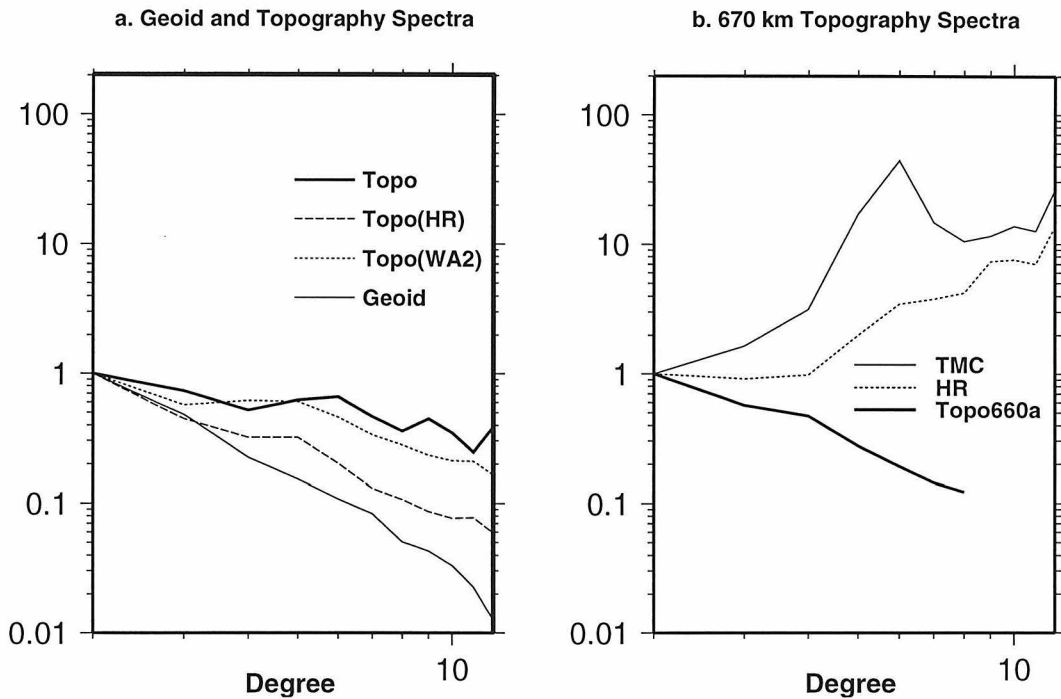 a. Geoid and Topography Spectra
100
10
1
0.1
0.01
Topo
Topo(HR)
Topo(WA2)
Geoid
10
Degree
b. 670 km Topography Spectra
100
10
1
0.1
0.01
TMC
HR
Topo660a
10
Degree